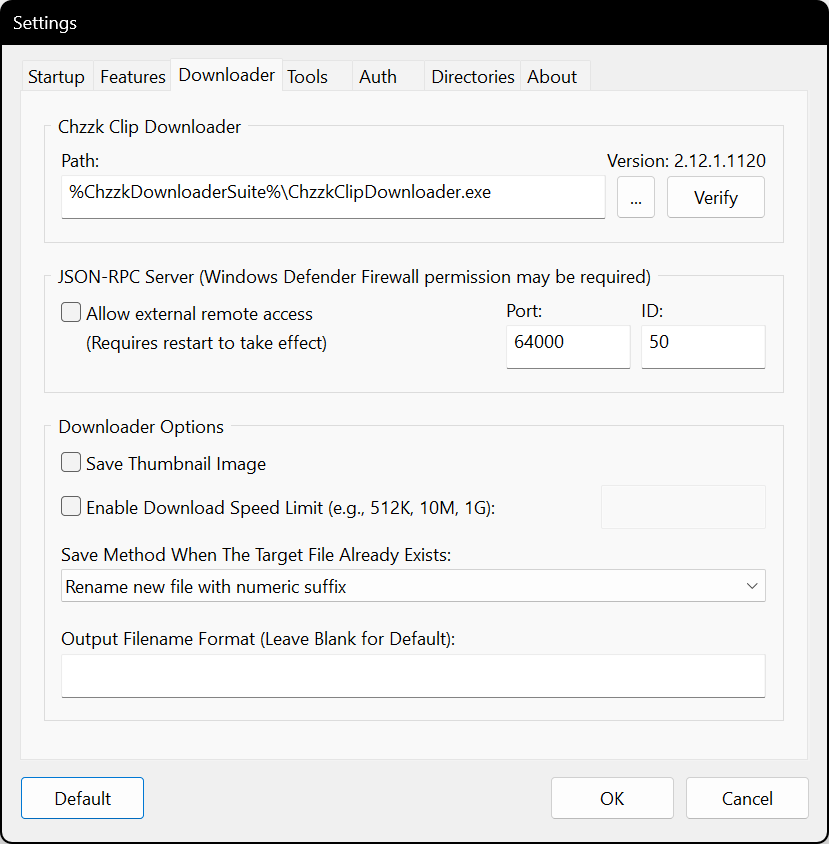 Settings
Startup Features Downloader Tools Auth Directories About
Chzzk Clip Downloader
Path: Version: 2.12.1.1120
%ChzzkDownloaderSuite%\ChzzkClipDownloader.exe ... Verify
JSON-RPC Server (Windows Defender Firewall permission may be required)
Allow external remote access Port: ID:
(Requires restart to take effect) 64000 50
Downloader Options
Save Thumbnail Image
Enable Download Speed Limit (e.g., 512K, 10M, 1G):
Save Method When The Target File Already Exists:
Rename new file with numeric suffix
Output Filename Format (Leave Blank for Default):
Default OK Cancel